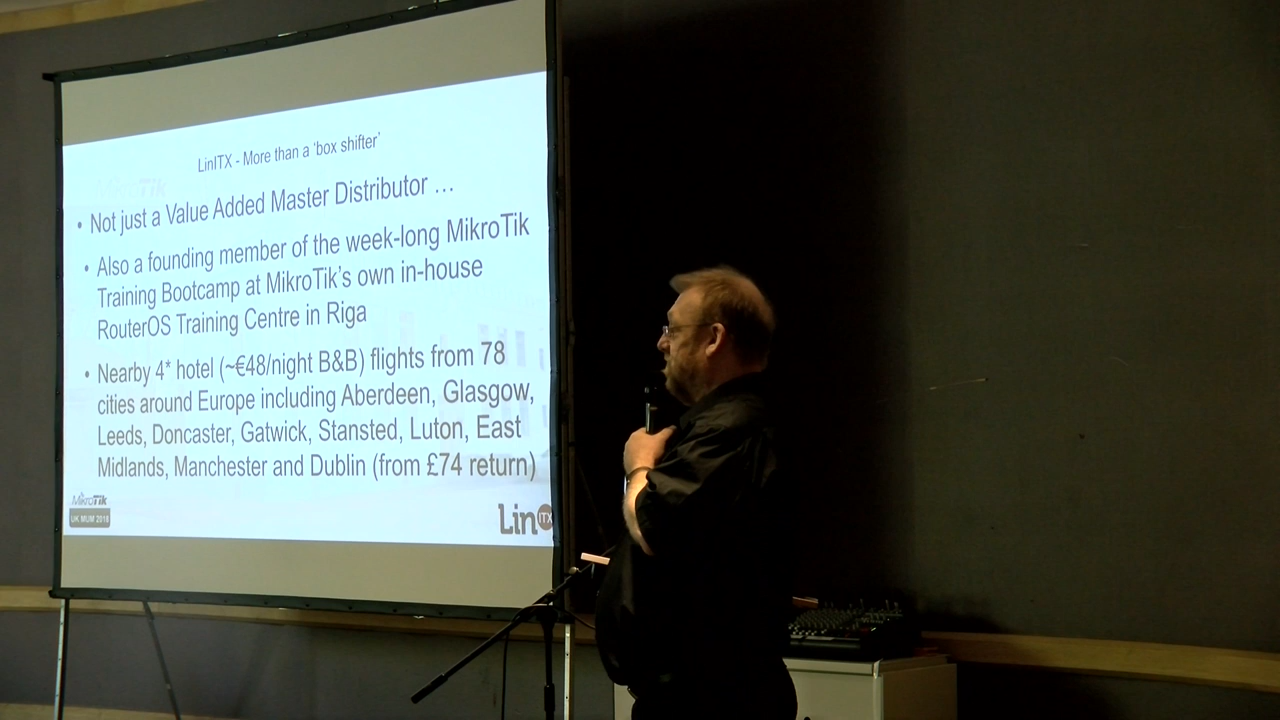 LinITX - More than a ‘box shifter’
• Not just a Value Added Master Distributor …
• Also a founding member of the week-long MikroTik
Training Bootcamp at MikroTik’s own in-house
RouterOS Training Centre in Riga
• Nearby 4* hotel (~€48/night B&B) flights from 78
cities around Europe including Aberdeen, Glasgow,
Leeds, Doncaster, Gatwick, Stansted, Luton, East
Midlands, Manchester and Dublin (from £74 return)
MikroTik
UK MUM 2018
LinITX